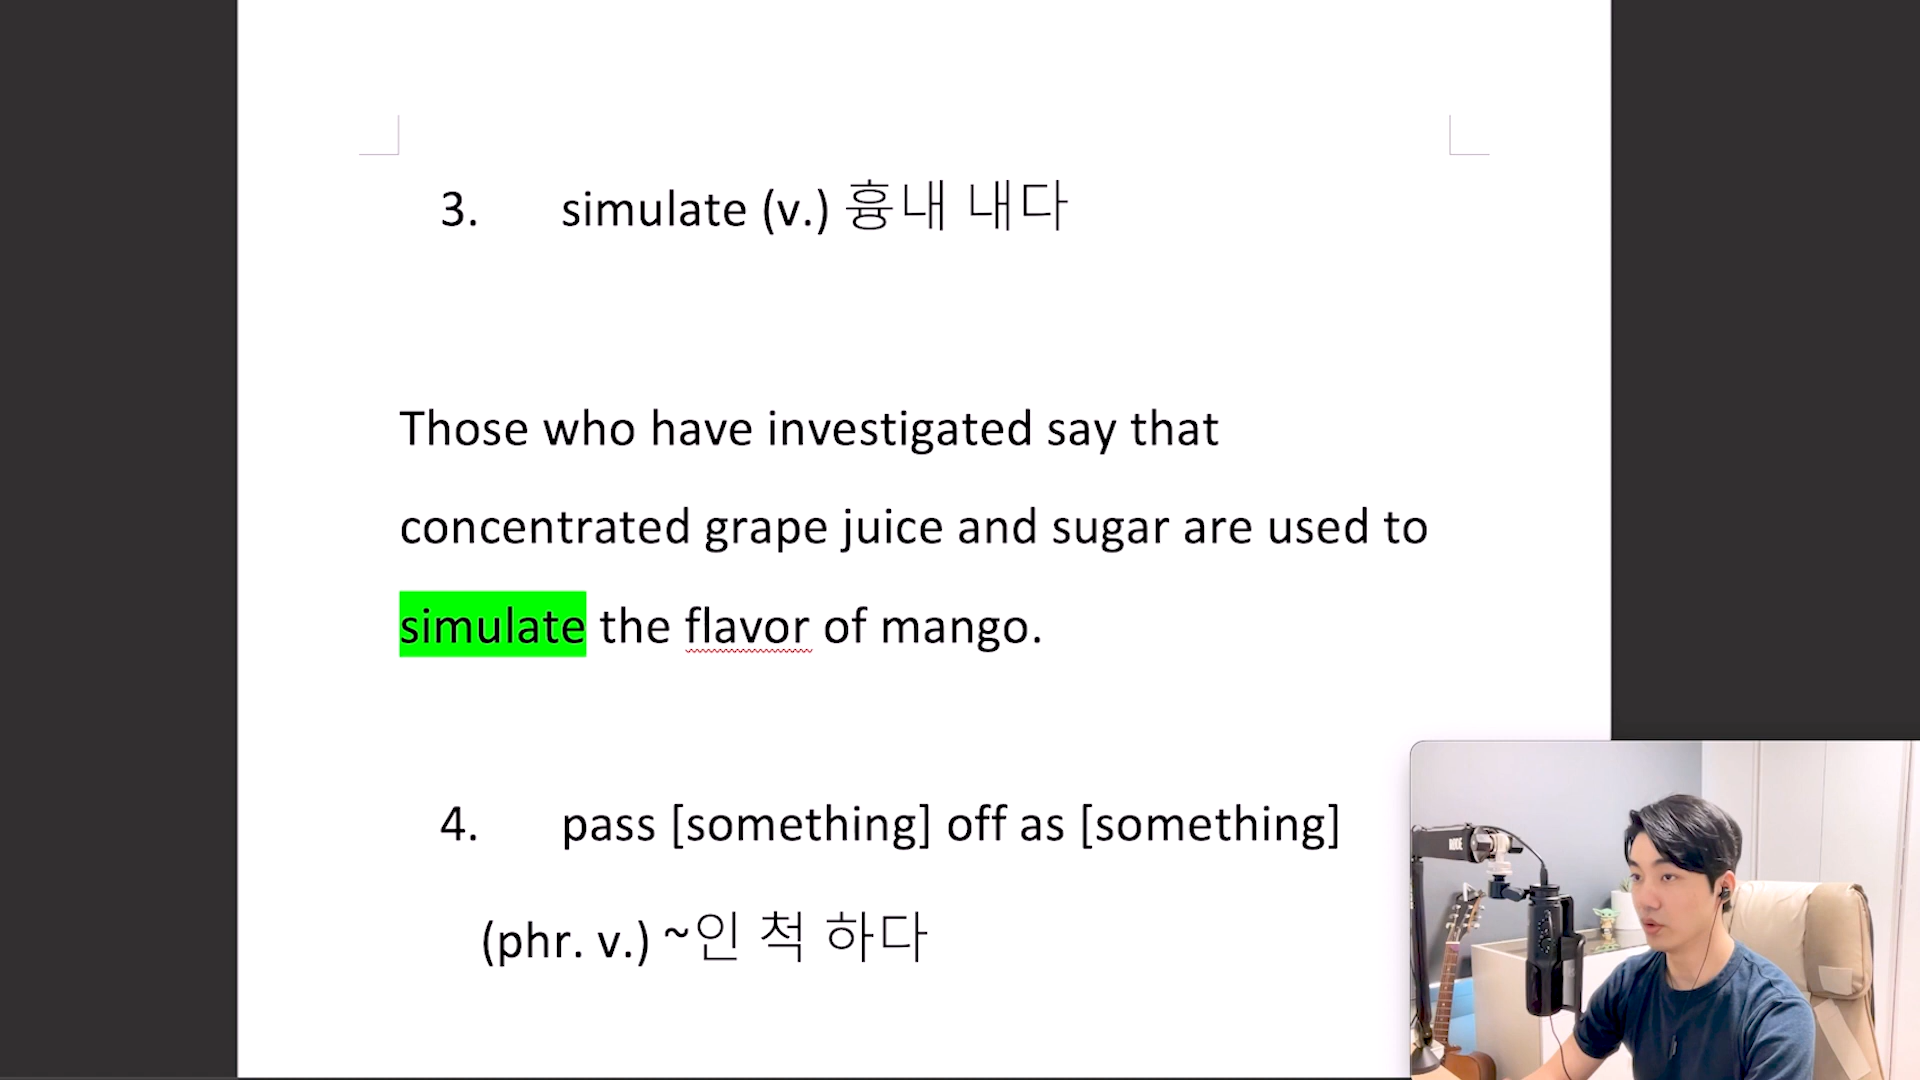 3. simulate (v.) 흉내 내다
Those who have investigated say that
concentrated grape juice and sugar are used to
simulate the flavor of mango.
4. pass [something] off as [something]
(phr. v.) ~인 척 하다
RODE